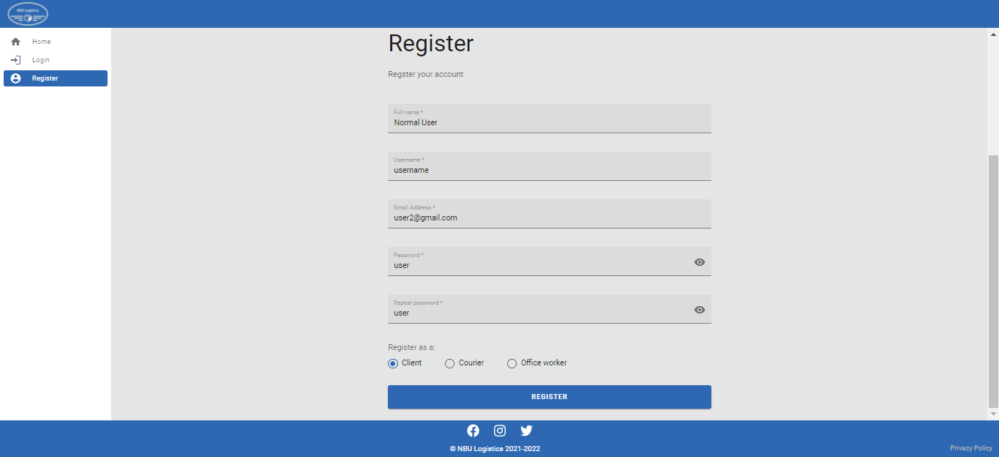 NBU Logistics
Home
Login
Register
Register
Regster your account
Full name *
Normal User
Username *
username
Email Address *
user2@gmail.com
Password *
user
Repeat password *
user
Register as a:
Client Courier Office worker
REGISTER
© NBU Logistics 2021-2022
Privacy Policy